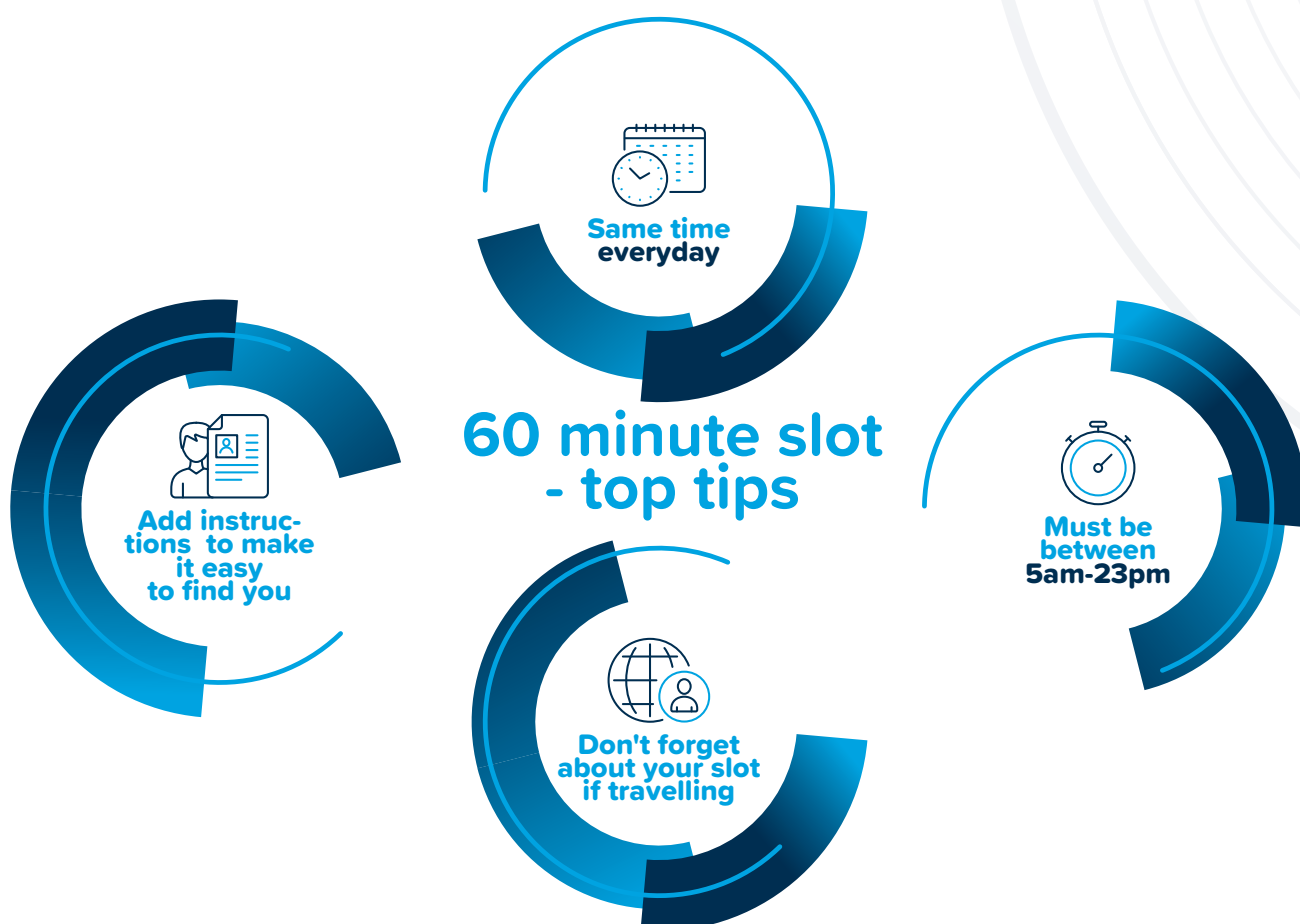 Same time
everyday
60 minute slot
- top tips
Add instruc-
tions  to make
it easy
to find you
Must be
between
5am-23pm
Don't forget
about your slot
if travelling